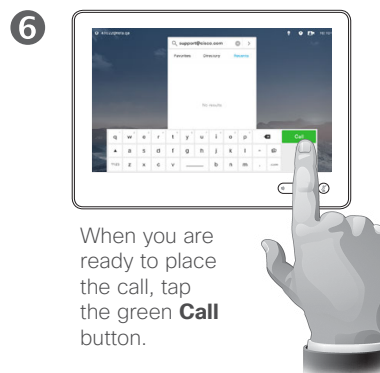 6
support@cisco.com
Favorites Directory Recents
No results
q w e r t y u i o p
Call
a s d f g h j k l - @
z x c v b n m . .com
When you are
ready to place
the call, tap
the green Call
button.